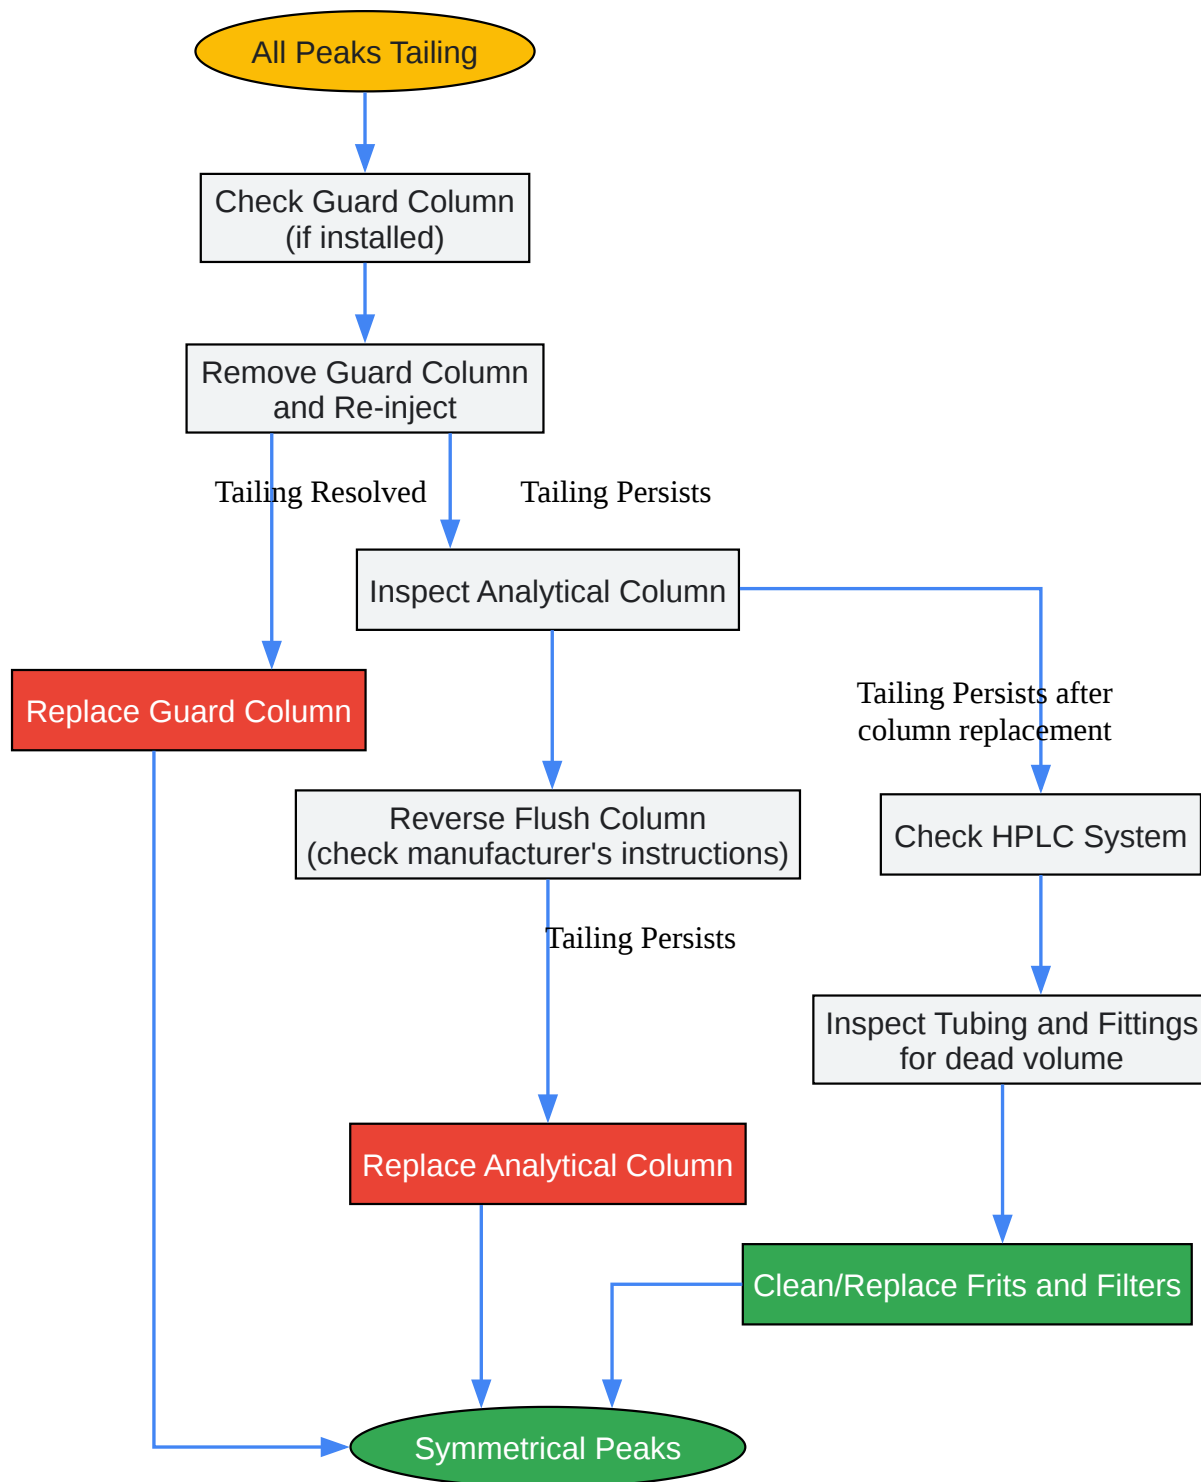 All Peaks Tailing
Check Guard Column
(if installed)
Remove Guard Column
and Re-inject
Tailing Resolved
Tailing Persists
Inspect Analytical Column
Replace Guard Column
Tailing Persists after
column replacement
Reverse Flush Column
(check manufacturer's instructions)
Check HPLC System
Tailing Persists
Inspect Tubing and Fittings
for dead volume
Replace Analytical Column
Clean/Replace Frits and Filters
Symmetrical Peaks